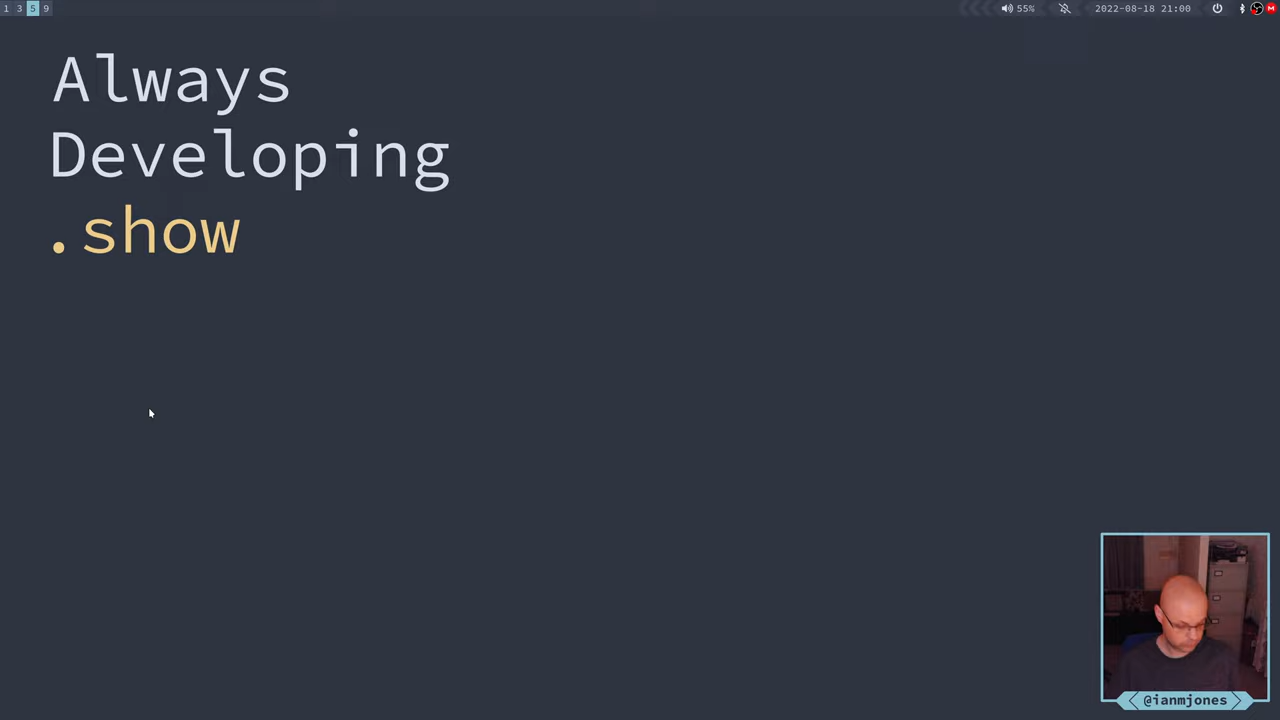 1 3 5 9
55%
2022-08-18 21:00
Always
Developing
.show
@ianmjones